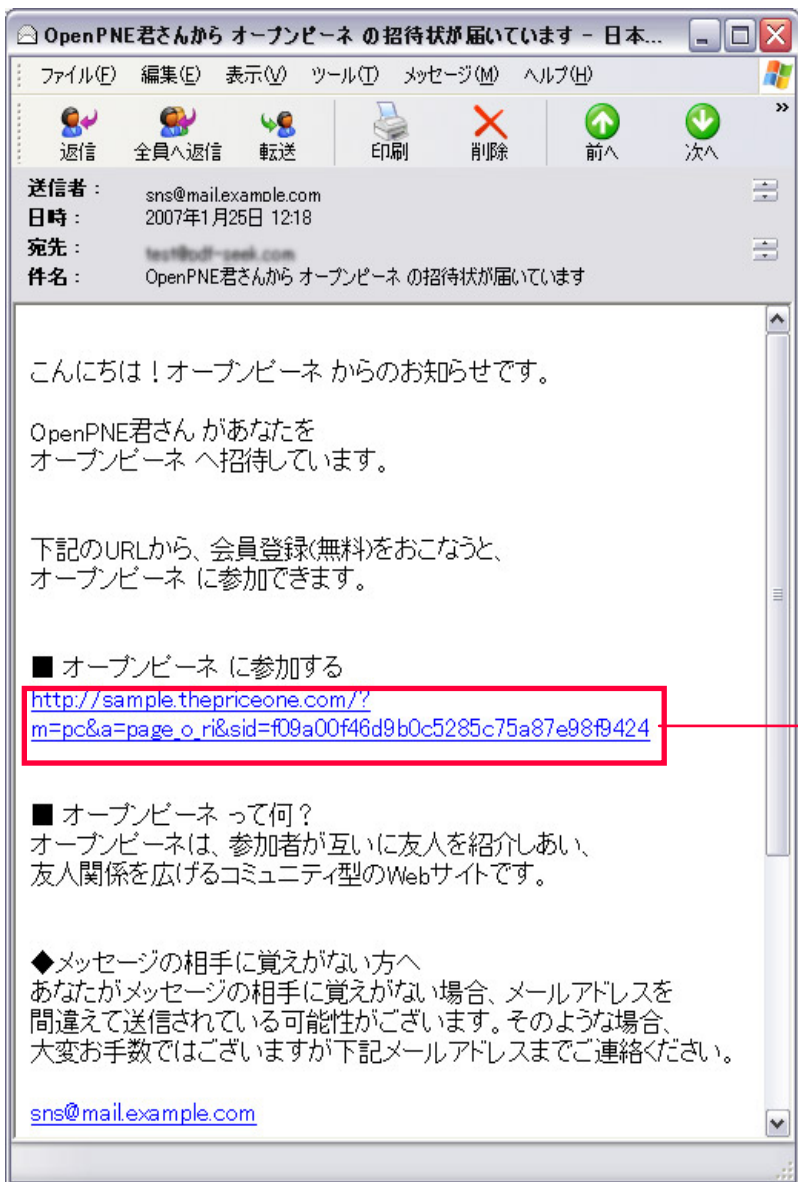 OpenPNE君さんから オープンピーネ の招待状が届いています - 日本...
ファイル(F) 編集(E) 表示(V) ツール(T) メッセージ(M) ヘルプ(H)
返信 全員へ返信 転送 印刷 削除 前へ 次へ »
送信者: sns@mail.example.com
日時: 2007年1月25日 12:18
宛先:
件名: OpenPNE君さんから オープンピーネ の招待状が届いています
こんにちは!オープンピーネ からのお知らせです。
OpenPNE君さん があなたを
オープンピーネ へ招待しています。
下記のURLから、会員登録(無料)をおこなうと、
オープンピーネ に参加できます。
■ オープンピーネ に参加する
http://sample.thepriceone.com/?
m=pc&a=page_o_ri&sid=f09a00f46d9b0c5285c75a87e98f9424
■ オープンピーネ って何?
オープンピーネは、参加者が互いに友人を紹介しあい、
友人関係を広げるコミュニティ型のWebサイトです。
◆メッセージの相手に覚えがない方へ
あなたがメッセージの相手に覚えがない場合、メールアドレスを
間違えて送信されている可能性がございます。そのような場合、
大変お手数ではございますが下記メールアドレスまでご連絡ください。
sns@mail.example.com